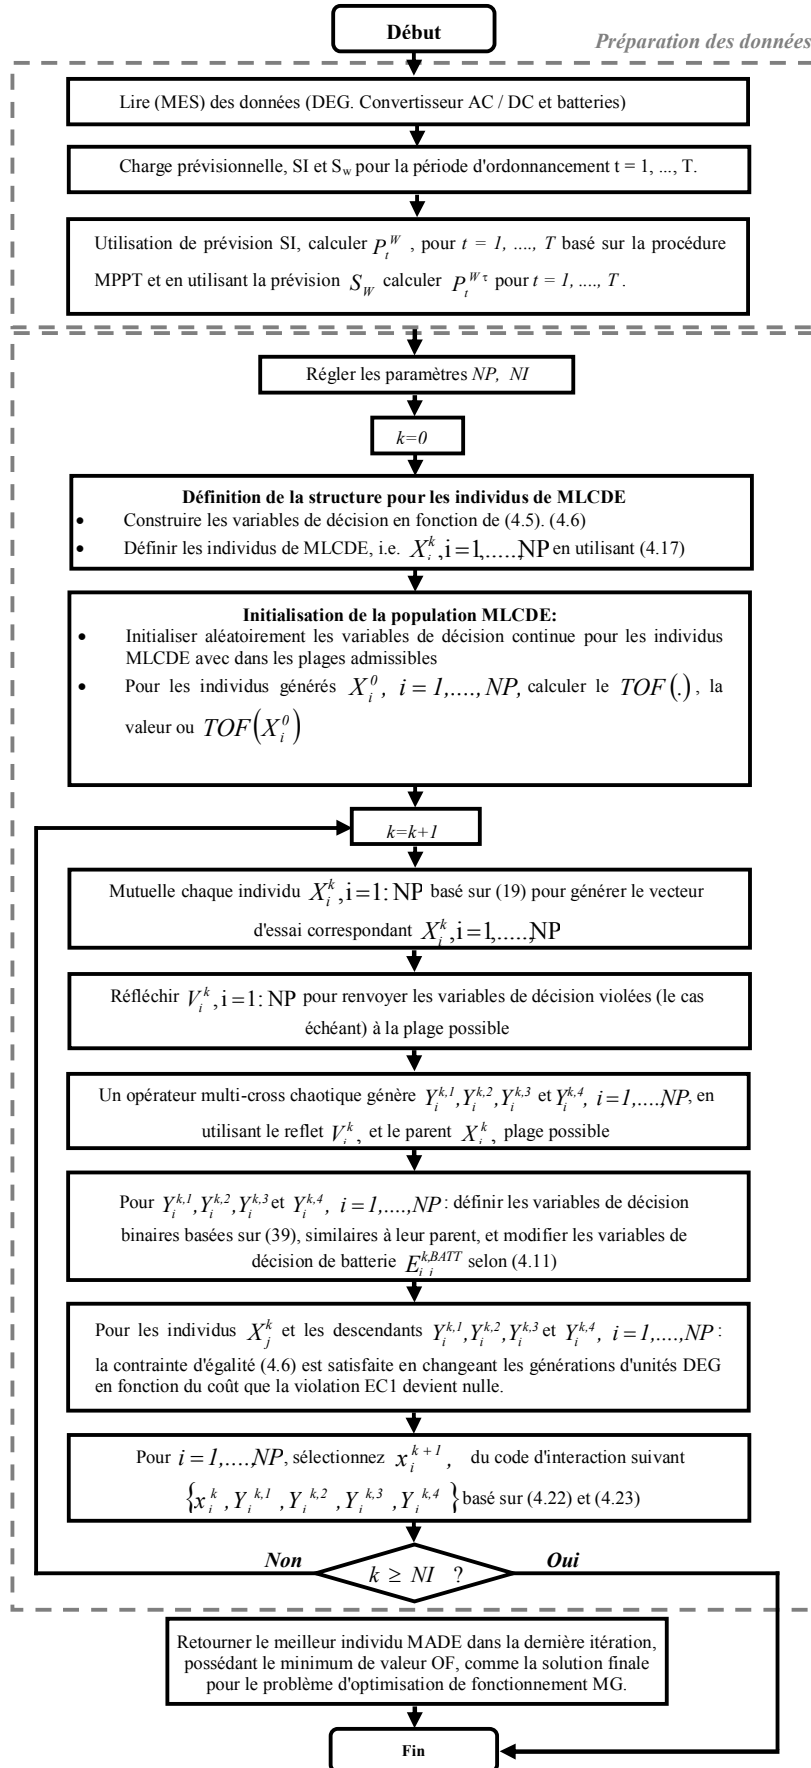 Début
Préparation des données
Lire (MES) des données (DEG. Convertisseur AC / DC et batteries)
Charge prévisionnelle, SI et S_w pour la période d'ordonnancement t = 1, ..., T.
Utilisation de prévision SI, calculer P_t^W , pour t = 1, ...., T basé sur la procédure
MPPT et en utilisant la prévision S_W calculer P_t^{Wτ} pour t = 1, ...., T .
Régler les paramètres NP, NI
k=0
Définition de la structure pour les individus de MLCDE
• Construire les variables de décision en fonction de (4.5). (4.6)
• Définir les individus de MLCDE, i.e. X_i^k, i=1,.....,NP en utilisant (4.17)
Initialisation de la population MLCDE:
• Initialiser aléatoirement les variables de décision continue pour les individus
MLCDE avec dans les plages admissibles
• Pour les individus générés X_i^0, i = 1,....,NP, calculer le TOF(.) , la
valeur ou TOF(X_i^0)
k=k+1
Mutuelle chaque individu X_i^k, i=1: NP basé sur (19) pour générer le vecteur
d'essai correspondant X_i^k, i=1,.....,NP
Réfléchir V_i^k, i=1: NP pour renvoyer les variables de décision violées (le cas
échéant) à la plage possible
Un opérateur multi-cross chaotique génère Y_i^{k,1}, Y_i^{k,2}, Y_i^{k,3} et Y_i^{k,4}, i=1,....,NP, en
utilisant le reflet V_i^k, et le parent X_i^k, plage possible
Pour Y_i^{k,1}, Y_i^{k,2}, Y_i^{k,3} et Y_i^{k,4}, i=1,....,NP : définir les variables de décision
binaires basées sur (39), similaires à leur parent, et modifier les variables de
décision de batterie E_{i i}^{k,BATT} selon (4.11)
Pour les individus X_j^k et les descendants Y_i^{k,1}, Y_i^{k,2}, Y_i^{k,3} et Y_i^{k,4}, i=1,....,NP :
la contrainte d'égalité (4.6) est satisfaite en changeant les générations d'unités DEG
en fonction du coût que la violation EC1 devient nulle.
Pour i=1,....,NP, sélectionnez x_i^{k+1}, du code d'interaction suivant
{x_i^k , Y_i^{k,1} , Y_i^{k,2} , Y_i^{k,3} , Y_i^{k,4}} basé sur (4.22) et (4.23)
Non
Oui
k ≥ NI ?
Retourner le meilleur individu MADE dans la dernière itération,
possédant le minimum de valeur OF, comme la solution finale
pour le problème d'optimisation de fonctionnement MG.
Fin